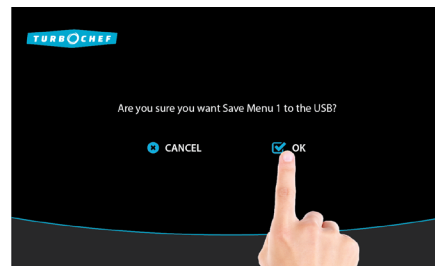 TURBOCHEF
Are you sure you want Save Menu 1 to the USB?
CANCEL
OK